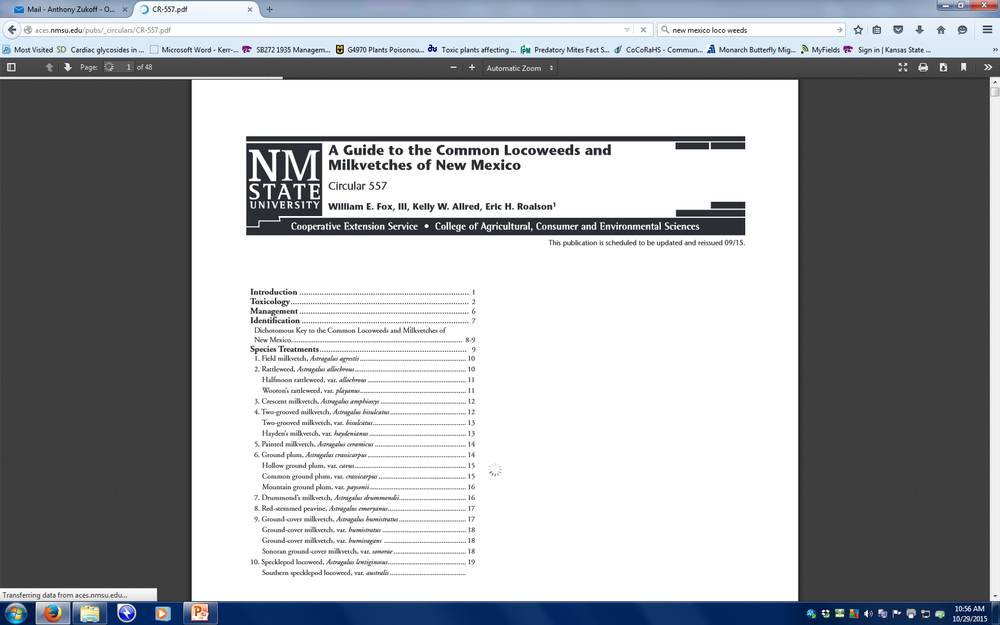 Mail - Anthony Zukoff - O...
CR-557.pdf
aces.nmsu.edu/pubs/_circulars/CR-557.pdf
new mexico loco weeds
Most Visited
SD Cardiac glycosides in ...
Microsoft Word - Kerr-...
SB272 1935 Managem...
G4970 Plants Poisonou...
Toxic plants affecting ...
Predatory Mites Fact S...
CoCoRaHS - Commun...
Monarch Butterfly Mig...
MyFields
Sign in | Kansas State ...
Page: 1 of 48
Automatic Zoom
NM
STATE
UNIVERSITY
A Guide to the Common Locoweeds and
Milkvetches of New Mexico
Circular 557
William E. Fox, III, Kelly W. Allred, Eric H. Roalson1
Cooperative Extension Service • College of Agricultural, Consumer and Environmental Sciences
This publication is scheduled to be updated and reissued 09/15.
Introduction ............ 1
Toxicology............ 2
Management ............ 6
Identification ............ 7
Dichotomous Key to the Common Locoweeds and Milkvetches of
New Mexico............ 8-9
Species Treatments............ 9
1. Field milkvetch, Astragalus agrestis ............ 10
2. Rattleweed, Astragalus allochrous............ 10
Halfmoon rattleweed, var. allochrous ............ 11
Wooton's rattleweed, var. playanus............ 11
3. Crescent milkvetch, Astragalus amphioxys ............ 12
4. Two-grooved milkvetch, Astragalus bisulcatus............ 12
Two-grooved milkvetch, var. bisulcatus............ 13
Hayden's milkvetch, var. haydenianus ............ 13
5. Painted milkvetch, Astragalus ceramicus ............ 14
6. Ground plum, Astragalus crassicarpus ............ 14
Hollow ground plum, var. cavus............ 15
Common ground plum, var. crassicarpus ............ 15
Mountain ground plum, var. paysonii............ 16
7. Drummond's milkvetch, Astragalus drummondii............ 16
8. Red-stemmed peavine, Astragalus emoryanus............ 17
9. Ground-cover milkvetch, Astragalus humistratus ............ 17
Ground-cover milkvetch, var. humistratus ............ 18
Ground-cover milkvetch, var. humivagans ............ 18
Sonoran ground-cover milkvetch, var. sonorae ............ 18
10. Specklepod locoweed, Astragalus lentiginosus............ 19
Southern specklepod locoweed, var. australis ............
Transferring data from aces.nmsu.edu...
10:56 AM
10/29/2015